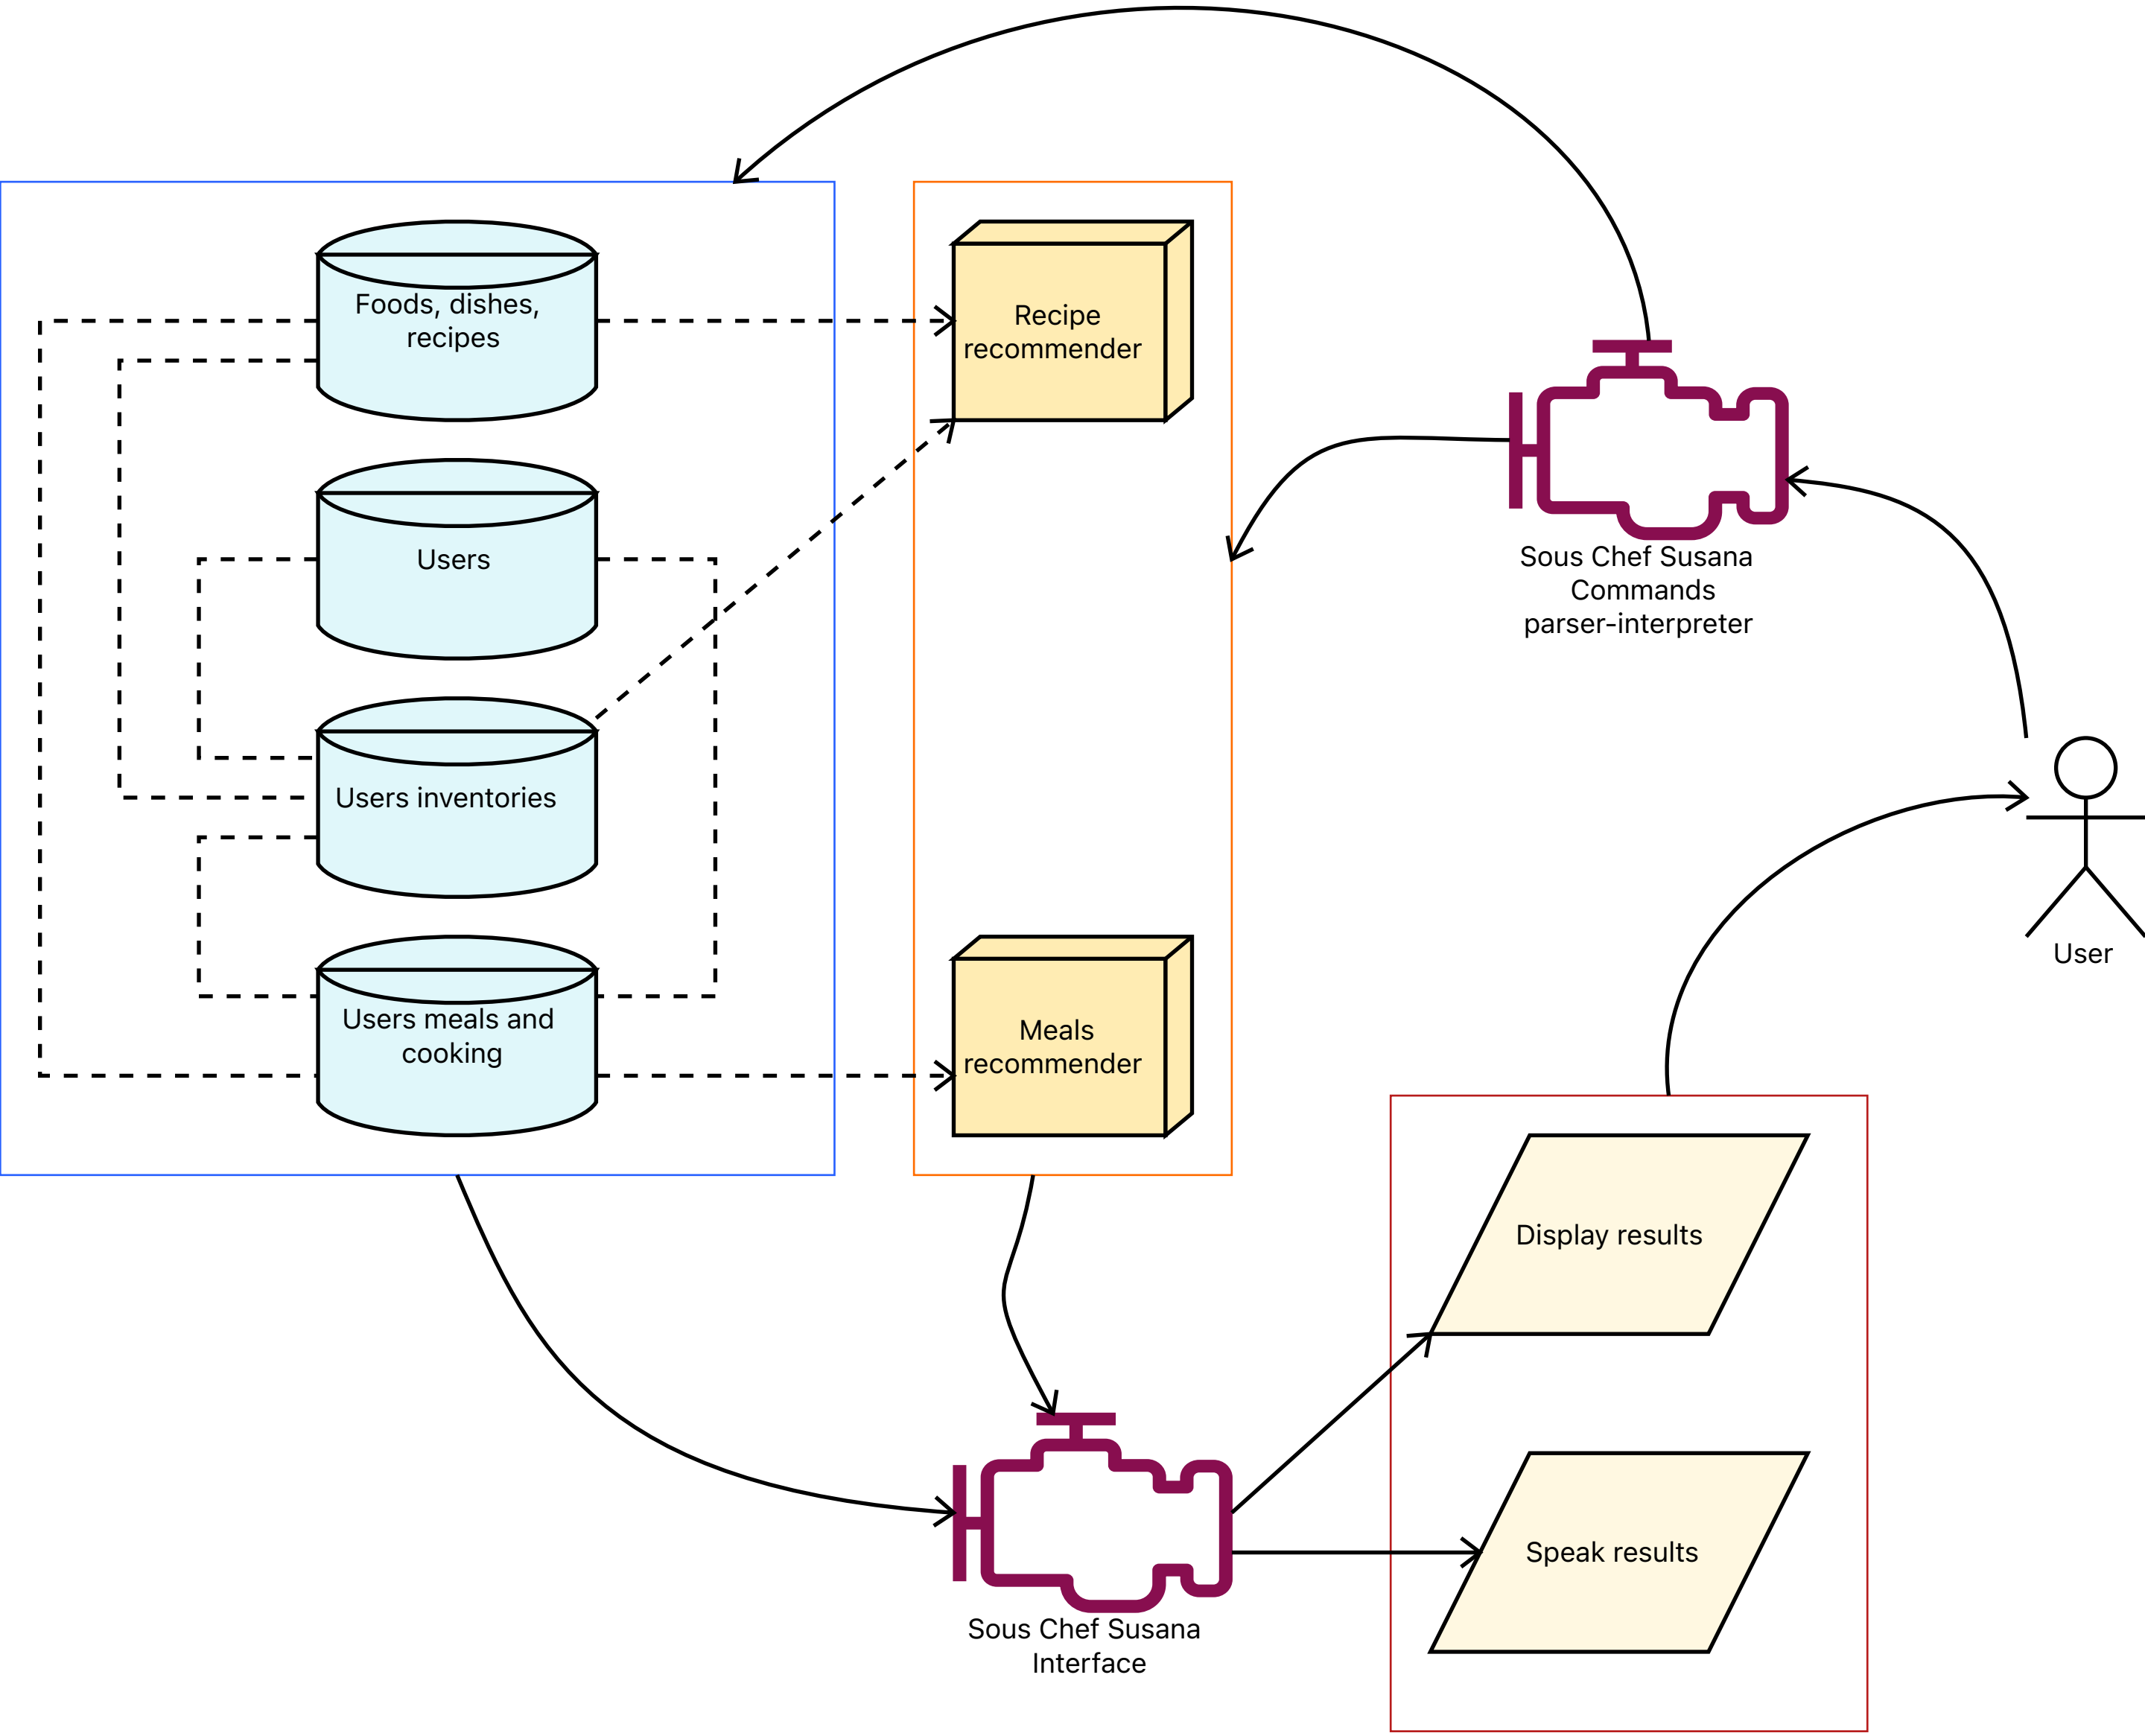 Foods, dishes,
recipes
Recipe
recommender
Users
Sous Chef Susana
Commands
parser-interpreter
Users inventories
User
Users meals and
cooking
Meals
recommender
Display results
Speak results
Sous Chef Susana
Interface